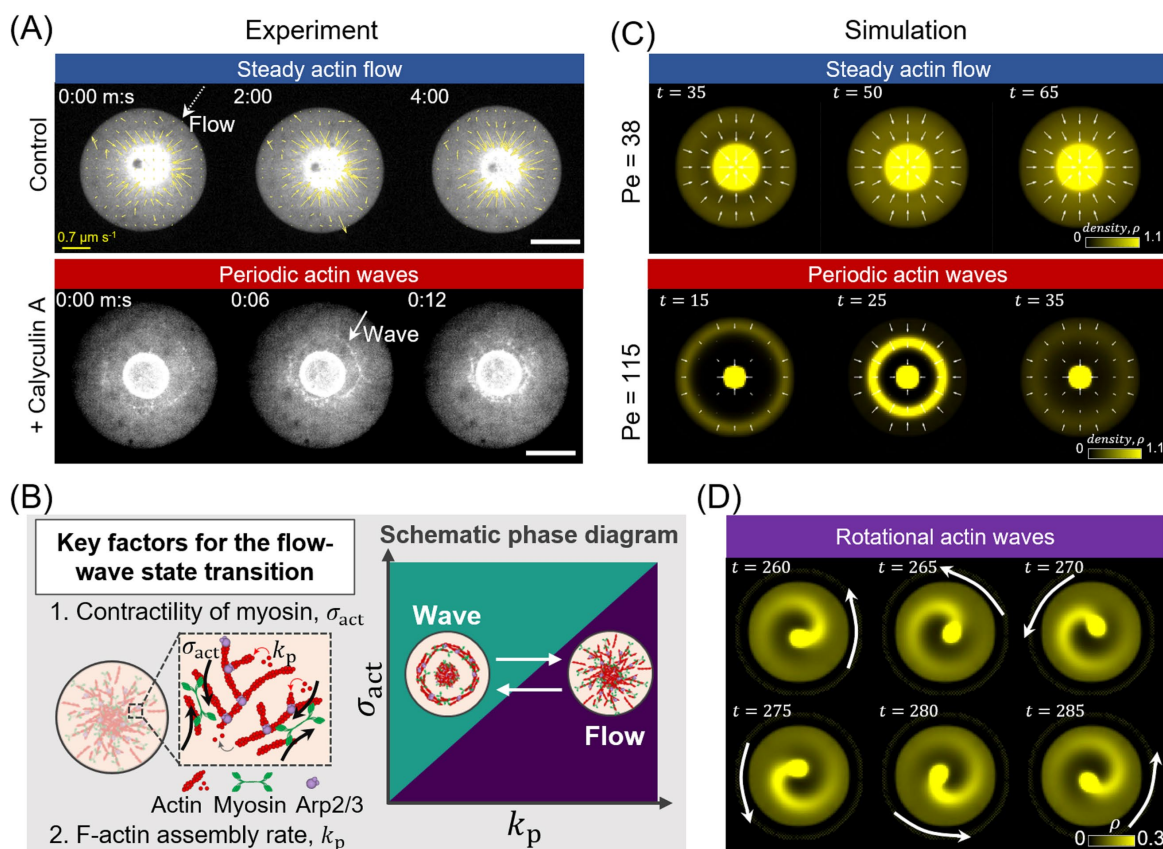 (A)
Experiment
Steady actin flow
Control
0:00 m:s
2:00
4:00
Flow
0.7 µm s⁻¹
Periodic actin waves
+ Calyculin A
0:00 m:s
0:06
0:12
Wave
(C)
Simulation
Steady actin flow
Pe = 38
t = 35
t = 50
t = 65
density, ρ
0 1.1
Periodic actin waves
Pe = 115
t = 15
t = 25
t = 35
density, ρ
0 1.1
(B)
Key factors for the flow-
wave state transition
1. Contractility of myosin, σact
σact
kp
Actin Myosin Arp2/3
2. F-actin assembly rate, kp
Schematic phase diagram
σact
Wave
Flow
kp
(D)
Rotational actin waves
t = 260
t = 265
t = 270
t = 275
t = 280
t = 285
ρ
0 0.3